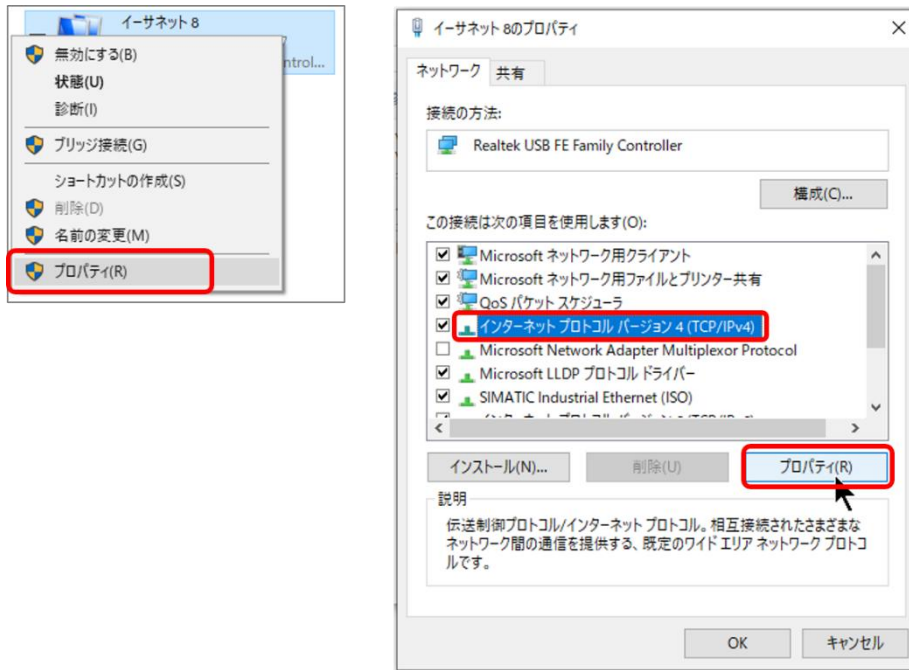 イーサネット 8
ntrol...
無効にする(B)
状態(U)
診断(I)
ブリッジ接続(G)
ショートカットの作成(S)
削除(D)
名前の変更(M)
プロパティ(R)
イーサネット 8のプロパティ
ネットワーク 共有
接続の方法:
Realtek USB FE Family Controller
構成(C)...
この接続は次の項目を使用します(O):
Microsoft ネットワーク用クライアント
Microsoft ネットワーク用ファイルとプリンター共有
QoS パケット スケジューラ
インターネット プロトコル バージョン 4 (TCP/IPv4)
Microsoft Network Adapter Multiplexor Protocol
Microsoft LLDP プロトコル ドライバー
SIMATIC Industrial Ethernet (ISO)
インストール(N)... 削除(U) プロパティ(R)
説明
伝送制御プロトコル/インターネット プロトコル。相互接続されたさまざまな
ネットワーク間の通信を提供する、既定のワイド エリア ネットワーク プロトコ
ルです。
OK キャンセル